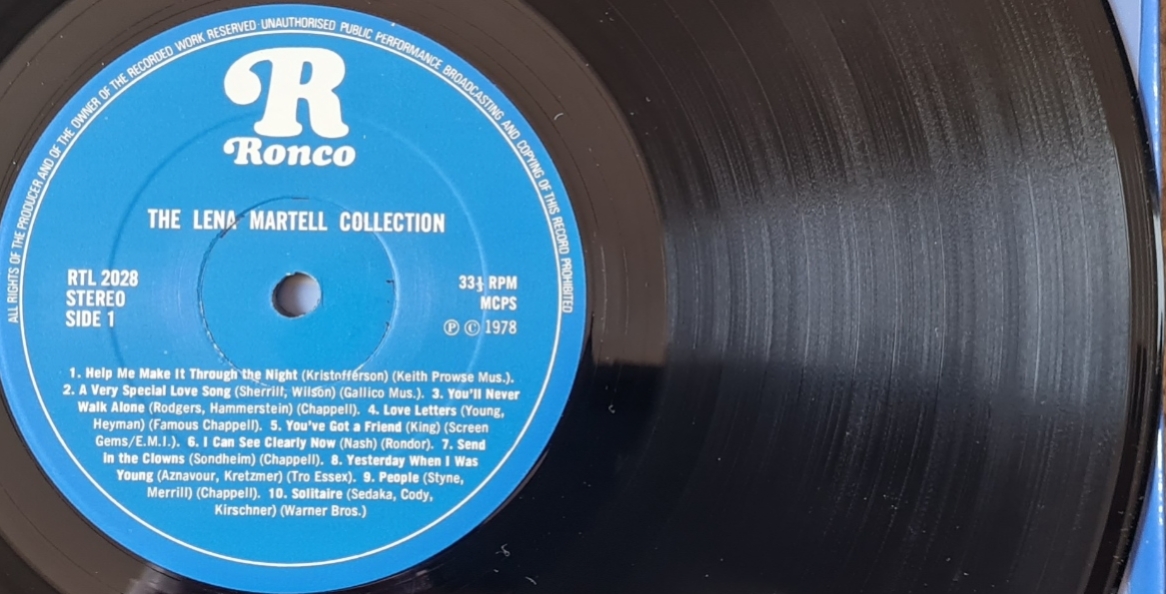 ALL RIGHTS OF THE PRODUCER AND OF THE OWNER OF THE RECORDED WORK RESERVED · UNAUTHORISED PUBLIC PERFORMANCE BROADCASTING AND COPYING OF THIS RECORD PROHIBITED
R
Ronco
THE LENA MARTELL COLLECTION
RTL 2028
STEREO
SIDE 1
33⅓ RPM
MCPS
Ⓟ © 1978
1. Help Me Make It Through the Night (Kristofferson) (Keith Prowse Mus.).
2. A Very Special Love Song (Sherrill, Wilson) (Gallico Mus.). 3. You'll Never
Walk Alone (Rodgers, Hammerstein) (Chappell). 4. Love Letters (Young,
Heyman) (Famous Chappell). 5. You've Got a Friend (King) (Screen
Gems/E.M.I.). 6. I Can See Clearly Now (Nash) (Rondor). 7. Send
in the Clowns (Sondheim) (Chappell). 8. Yesterday When I Was
Young (Aznavour, Kretzmer) (Tro Essex). 9. People (Styne,
Merrill) (Chappell). 10. Solitaire (Sedaka, Cody,
Kirschner) (Warner Bros.)